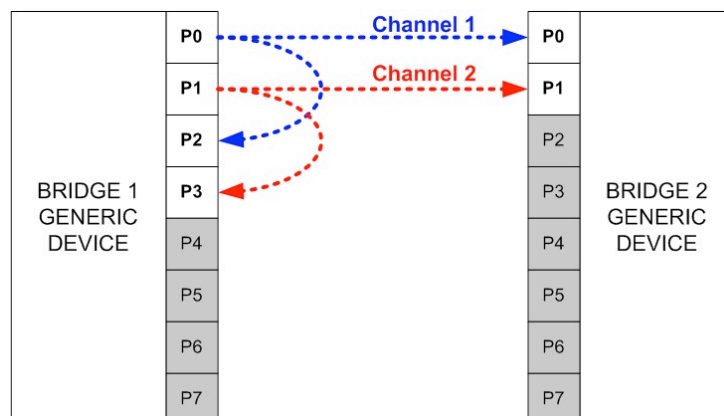 P0
Channel 1
P0
P1
Channel 2
P1
P2
P2
P3
P3
BRIDGE 1
GENERIC
DEVICE
P4
P4
BRIDGE 2
GENERIC
DEVICE
P5
P5
P6
P6
P7
P7